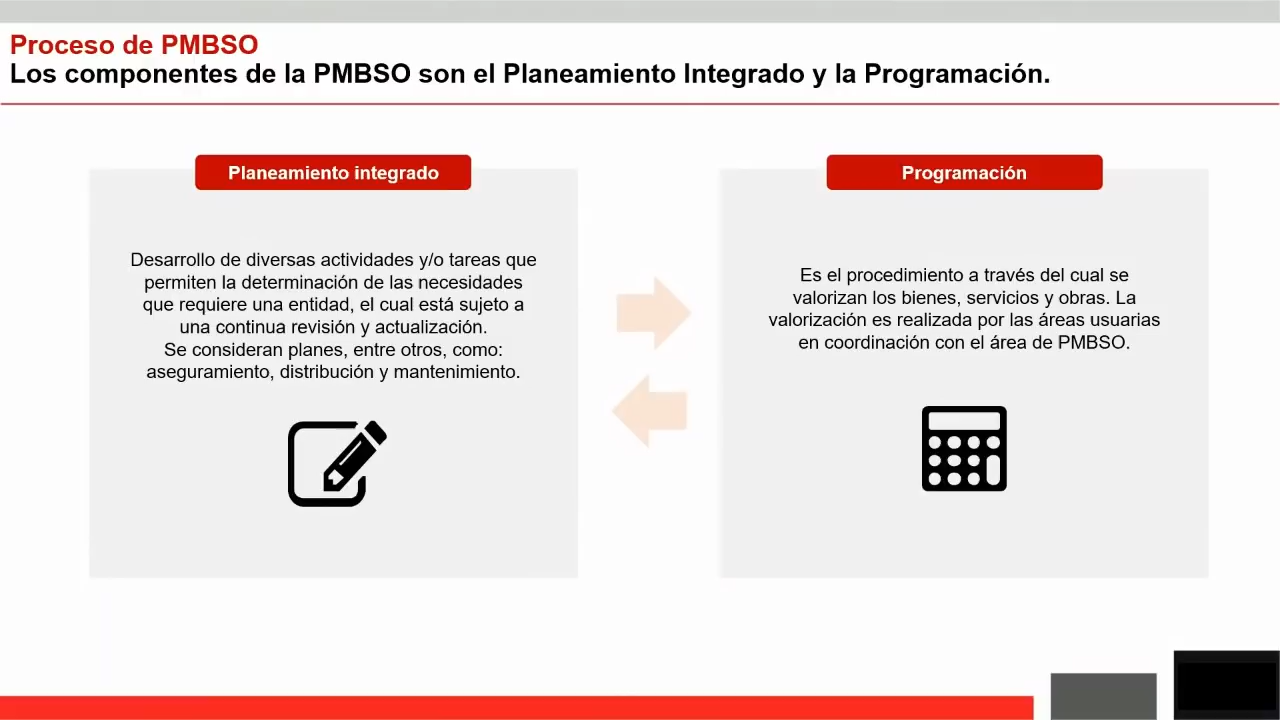 Proceso de PMBSO
Los componentes de la PMBSO son el Planeamiento Integrado y la Programación.
Planeamiento integrado
Desarrollo de diversas actividades y/o tareas que
permiten la determinación de las necesidades
que requiere una entidad, el cual está sujeto a
una continua revisión y actualización.
Se consideran planes, entre otros, como:
aseguramiento, distribución y mantenimiento.
Programación
Es el procedimiento a través del cual se
valorizan los bienes, servicios y obras. La
valorización es realizada por las áreas usuarias
en coordinación con el área de PMBSO.